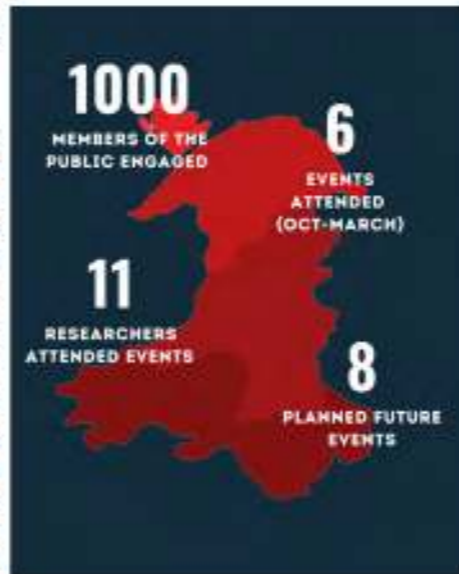 1000
MEMBERS OF THE
PUBLIC ENGAGED
6
EVENTS
ATTENDED
(OCT-MARCH)
11
RESEARCHERS
ATTENDED EVENTS
8
PLANNED FUTURE
EVENTS